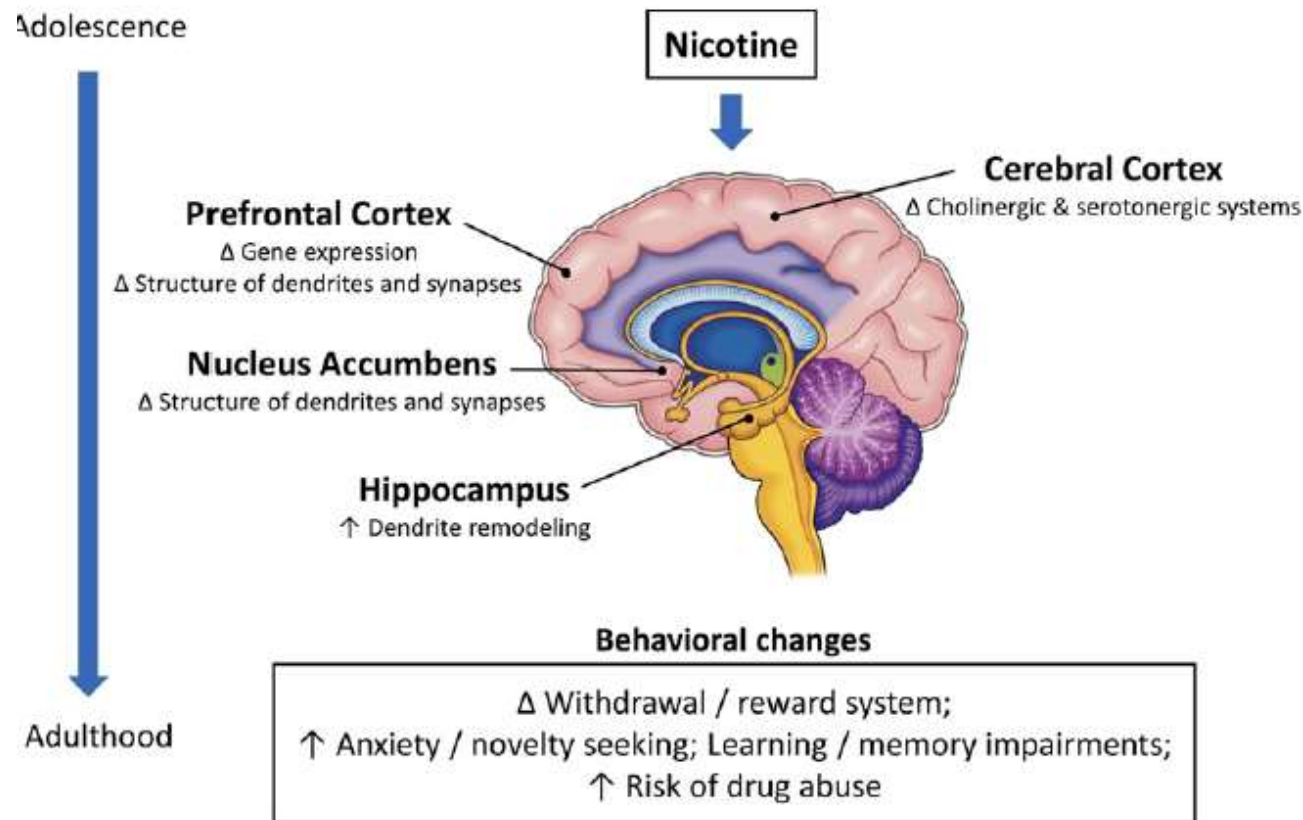 Adolescence
Nicotine
Cerebral Cortex
Δ Cholinergic & serotonergic systems
Prefrontal Cortex
Δ Gene expression
Δ Structure of dendrites and synapses
Nucleus Accumbens
Δ Structure of dendrites and synapses
Hippocampus
↑ Dendrite remodeling
Behavioral changes
Δ Withdrawal / reward system;
↑ Anxiety / novelty seeking; Learning / memory impairments;
↑ Risk of drug abuse
Adulthood